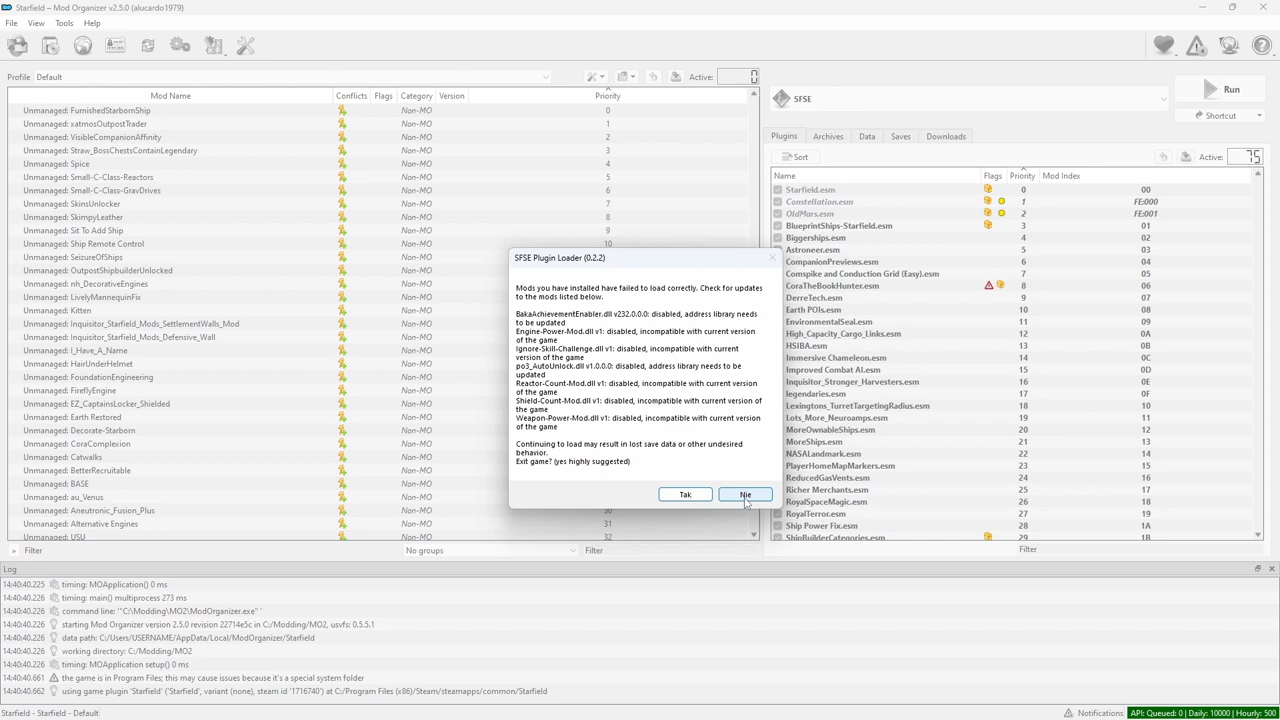 Starfield – Mod Organizer v2.5.0 (alucardo1979)
File View Tools Help
Profile Default Active: 0
Mod Name Conflicts Flags Category Version Priority
Unmanaged: FurnishedStarbornShip Non-MO 0
Unmanaged: xatmosOutpostTrader Non-MO 1
Unmanaged: VisibleCompanionAffinity Non-MO 2
Unmanaged: Straw_BossChestsContainLegendary Non-MO 3
Unmanaged: Spice Non-MO 4
Unmanaged: Small-C-Class-Reactors Non-MO 5
Unmanaged: Small-C-Class-GravDrives Non-MO 6
Unmanaged: SkinsUnlocker Non-MO 7
Unmanaged: SkimpyLeather Non-MO 8
Unmanaged: Sit To Add Ship Non-MO 9
Unmanaged: Ship Remote Control Non-MO 10
Unmanaged: SeizureOfShips Non-MO
Unmanaged: OutpostShipbuilderUnlocked Non-MO
Unmanaged: nh_DecorativeEngines Non-MO
Unmanaged: LivelyMannequinFix Non-MO
Unmanaged: Kitten Non-MO
Unmanaged: Inquisitor_Starfield_Mods_SettlementWalls_Mod Non-MO
Unmanaged: Inquisitor_Starfield_Mods_Defensive_Wall Non-MO
Unmanaged: I_Have_A_Name Non-MO
Unmanaged: HairUnderHelmet Non-MO
Unmanaged: FoundationEngineering Non-MO
Unmanaged: FireflyEngine Non-MO
Unmanaged: EZ_CaptainsLocker_Shielded Non-MO
Unmanaged: Earth Restored Non-MO
Unmanaged: Decorate-Starborn Non-MO
Unmanaged: CoraComplexion Non-MO
Unmanaged: Catwalks Non-MO
Unmanaged: BetterRecruitable Non-MO
Unmanaged: BASE Non-MO
Unmanaged: au_Venus Non-MO
Unmanaged: Aneutronic_Fusion_Plus Non-MO 30
Unmanaged: Alternative Engines Non-MO 31
Unmanaged: USU Non-MO 32
» Filter No groups Filter
SFSE Run
Shortcut
Plugins Archives Data Saves Downloads
Sort Active: 75
Name Flags Priority Mod Index
Starfield.esm 0 00
Constellation.esm 1 FE:000
OldMars.esm 2 FE:001
BlueprintShips-Starfield.esm 3 01
Biggerships.esm 4 02
Astroneer.esm 5 03
CompanionPreviews.esm 6 04
Comspike and Conduction Grid (Easy).esm 7 05
CoraTheBookHunter.esm 8 06
DerreTech.esm 9 07
Earth POIs.esm 10 08
EnvironmentalSeal.esm 11 09
High_Capacity_Cargo_Links.esm 12 0A
HSIBA.esm 13 0B
Immersive Chameleon.esm 14 0C
Improved Combat AI.esm 15 0D
Inquisitor_Stronger_Harvesters.esm 16 0E
legendaries.esm 17 0F
Lexingtons_TurretTargetingRadius.esm 18 10
Lots_More_Neuroamps.esm 19 11
MoreOwnableShips.esm 20 12
MoreShips.esm 21 13
NASALandmark.esm 22 14
PlayerHomeMapMarkers.esm 23 15
ReducedGasVents.esm 24 16
Richer Merchants.esm 25 17
RoyalSpaceMagic.esm 26 18
RoyalTerror.esm 27 19
Ship Power Fix.esm 28 1A
ShipBuilderCategories.esm 29 1B
Filter
SFSE Plugin Loader (0.2.2)
Mods you have installed have failed to load correctly. Check for updates
to the mods listed below.
BakaAchievementEnabler.dll v232.0.0.0: disabled, address library needs
to be updated
Engine-Power-Mod.dll v1: disabled, incompatible with current version
of the game
Ignore-Skill-Challenge.dll v1: disabled, incompatible with current
version of the game
po3_AutoUnlock.dll v1.0.0.0: disabled, address library needs to be
updated
Reactor-Count-Mod.dll v1: disabled, incompatible with current version
of the game
Shield-Count-Mod.dll v1: disabled, incompatible with current version of
the game
Weapon-Power-Mod.dll v1: disabled, incompatible with current version
of the game
Continuing to load may result in lost save data or other undesired
behavior.
Exit game? (yes highly suggested)
Tak Nie
Log
14:40:40.225 timing: MOApplication() 0 ms
14:40:40.226 timing: main() multiprocess 273 ms
14:40:40.226 command line: '"C:\Modding\MO2\ModOrganizer.exe" '
14:40:40.226 starting Mod Organizer version 2.5.0 revision 22714e5c in C:/Modding/MO2, usvfs: 0.5.5.1
14:40:40.226 data path: C:/Users/USERNAME/AppData/Local/ModOrganizer/Starfield
14:40:40.226 working directory: C:/Modding/MO2
14:40:40.226 timing: MOApplication setup() 0 ms
14:40:40.661 the game is in Program Files; this may cause issues because it's a special system folder
14:40:40.662 using game plugin 'Starfield' ('Starfield', variant (none), steam id '1716740') at C:/Program Files (x86)/Steam/steamapps/common/Starfield
Starfield - Starfield - Default Notifications API: Queued: 0 | Daily: 10000 | Hourly: 500